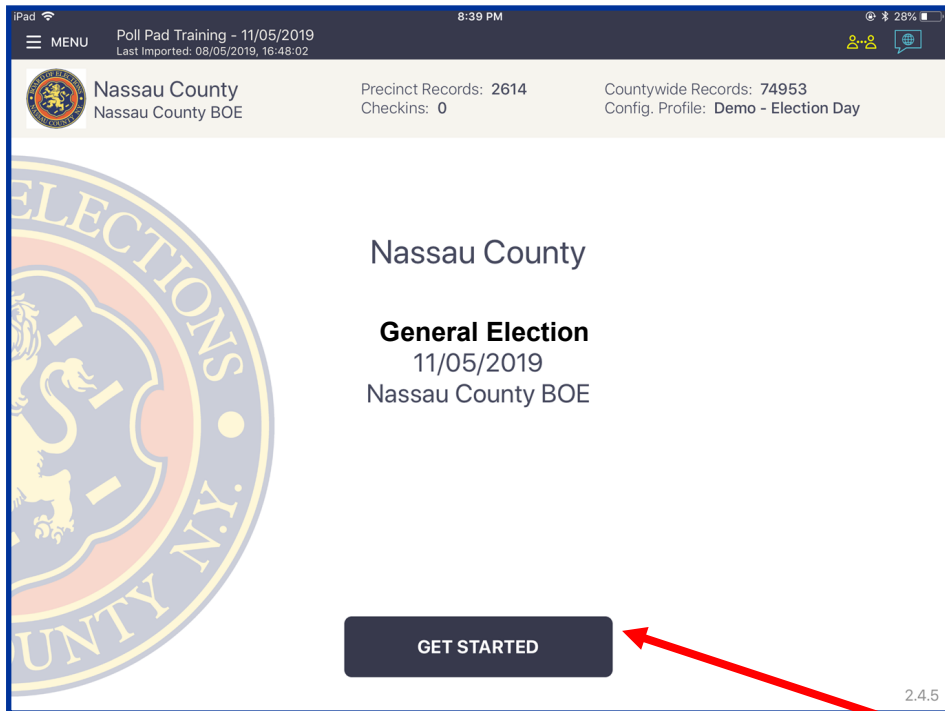 iPad 8:39 PM 28%
MENU Poll Pad Training - 11/05/2019
Last Imported: 08/05/2019, 16:48:02
Nassau County Precinct Records: 2614 Countywide Records: 74953
Nassau County BOE Checkins: 0 Config. Profile: Demo - Election Day
ELECTIONS
COUNTY N.Y.
Nassau County
General Election
11/05/2019
Nassau County BOE
GET STARTED
2.4.5